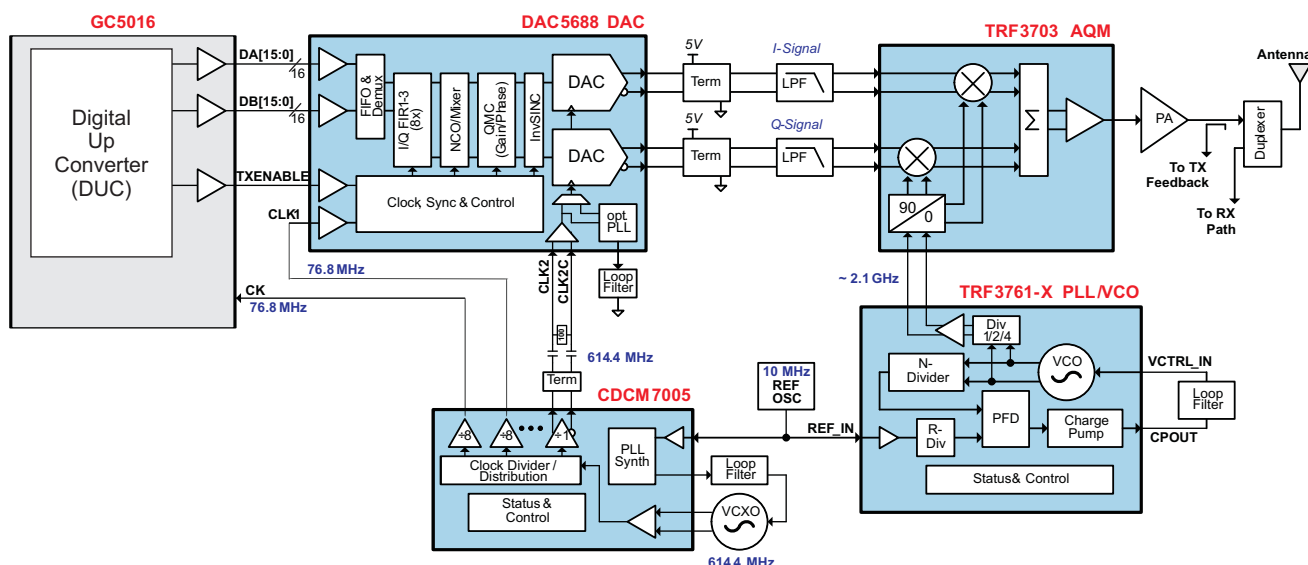 GC5016
DAC5688 DAC
TRF3703 AQM
Digital
Up
Converter
(DUC)
DA[15:0]
16
DB[15:0]
16
TXENABLE
CLK1
FIFO &
Demux
I/Q FIR1-3
(8x)
NCO/Mixer
QMC
(Gain/Phase)
InvSINC
DAC
DAC
Clock, Sync & Control
opt.
PLL
Loop
Filter
CLK2
CLK2C
100
5V
Term
I-Signal
LPF
5V
Term
Q-Signal
LPF
90
0
Σ
PA
Antenna
Duplexer
To TX
Feedback
To RX
Path
76.8 MHz
CK
76.8 MHz
614.4 MHz
Term
~ 2.1 GHz
CDCM7005
÷8
÷8
÷1
Clock Divider /
Distribution
Status &
Control
PLL
Synth
Loop
Filter
VCXO
614.4 MHz
10 MHz
REF
OSC
REF_IN
TRF3761-X PLL/VCO
Div
1/2/4
N-
Divider
VCO
R-
Div
PFD
Charge
Pump
Status & Control
VCTRL_IN
Loop
Filter
CPOUT